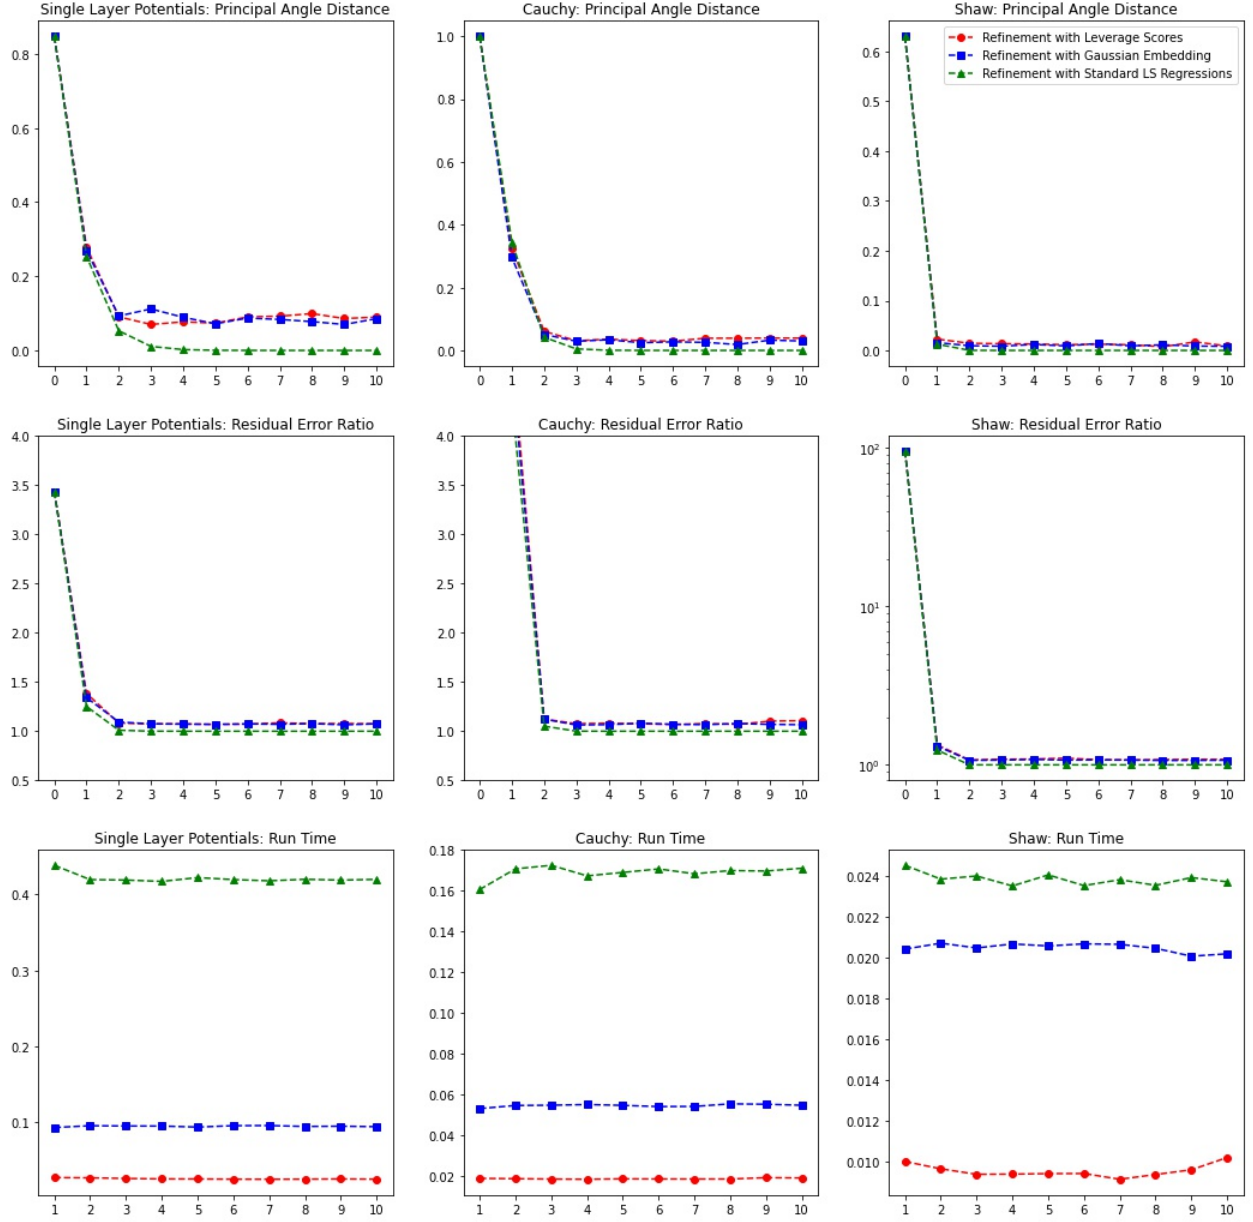 Single Layer Potentials: Principal Angle Distance
0.8
0.6
0.4
0.2
0.0
0 1 2 3 4 5 6 7 8 9 10
Cauchy: Principal Angle Distance
1.0
0.8
0.6
0.4
0.2
0.0
0 1 2 3 4 5 6 7 8 9 10
Shaw: Principal Angle Distance
Refinement with Leverage Scores
Refinement with Gaussian Embedding
Refinement with Standard LS Regressions
0.6
0.5
0.4
0.3
0.2
0.1
0.0
0 1 2 3 4 5 6 7 8 9 10
Single Layer Potentials: Residual Error Ratio
4.0
3.5
3.0
2.5
2.0
1.5
1.0
0.5
0 1 2 3 4 5 6 7 8 9 10
Cauchy: Residual Error Ratio
4.0
3.5
3.0
2.5
2.0
1.5
1.0
0.5
0 1 2 3 4 5 6 7 8 9 10
Shaw: Residual Error Ratio
10²
10¹
10⁰
0 1 2 3 4 5 6 7 8 9 10
Single Layer Potentials: Run Time
0.4
0.3
0.2
0.1
1 2 3 4 5 6 7 8 9 10
Cauchy: Run Time
0.18
0.16
0.14
0.12
0.10
0.08
0.06
0.04
0.02
1 2 3 4 5 6 7 8 9 10
Shaw: Run Time
0.024
0.022
0.020
0.018
0.016
0.014
0.012
0.010
1 2 3 4 5 6 7 8 9 10